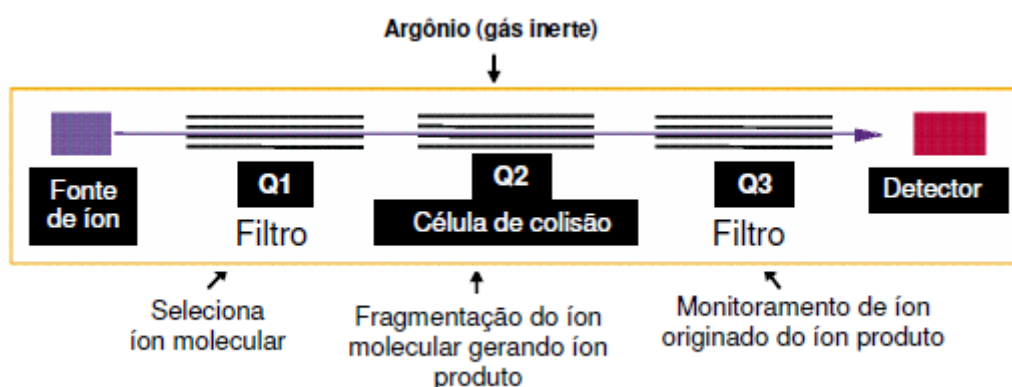 Argônio (gás inerte)
Fonte
de íon
Q1
Filtro
Q2
Célula de colisão
Q3
Filtro
Detector
Seleciona
íon molecular
Fragmentação do íon
molecular gerando íon
produto
Monitoramento de íon
originado do íon produto